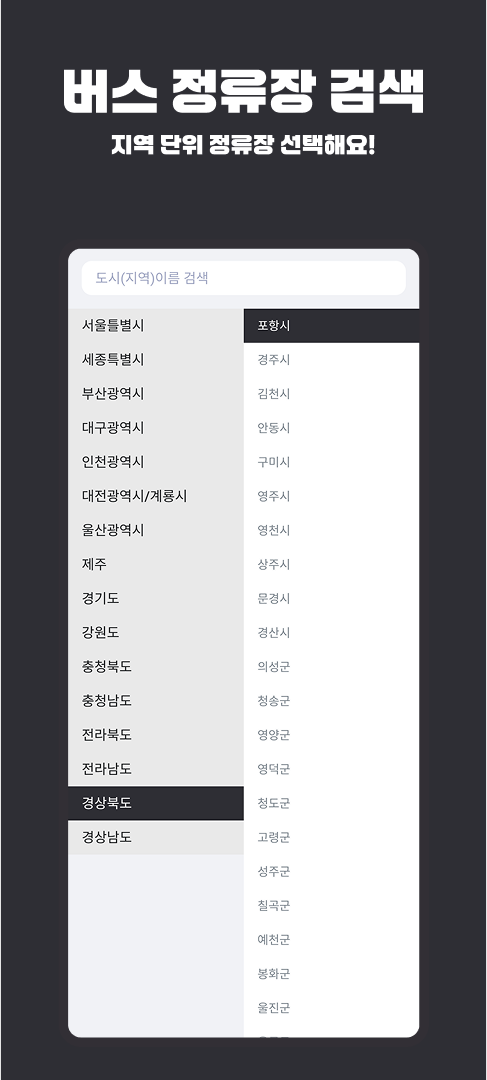 버스 정류장 검색
지역 단위 정류장 선택해요!
도시(지역)이름 검색
서울틀별시
세종특별시
부산광역시
대구광역시
인천광역시
대전광역시/계룡시
울산광역시
제주
경기도
강원도
충청북도
충청남도
전라북도
전라남도
경상북도
경상남도
포항시
경주시
김천시
안동시
구미시
영주시
영천시
상주시
문경시
경산시
의성군
청송군
영양군
영덕군
청도군
고령군
성주군
칠곡군
예천군
봉화군
울진군